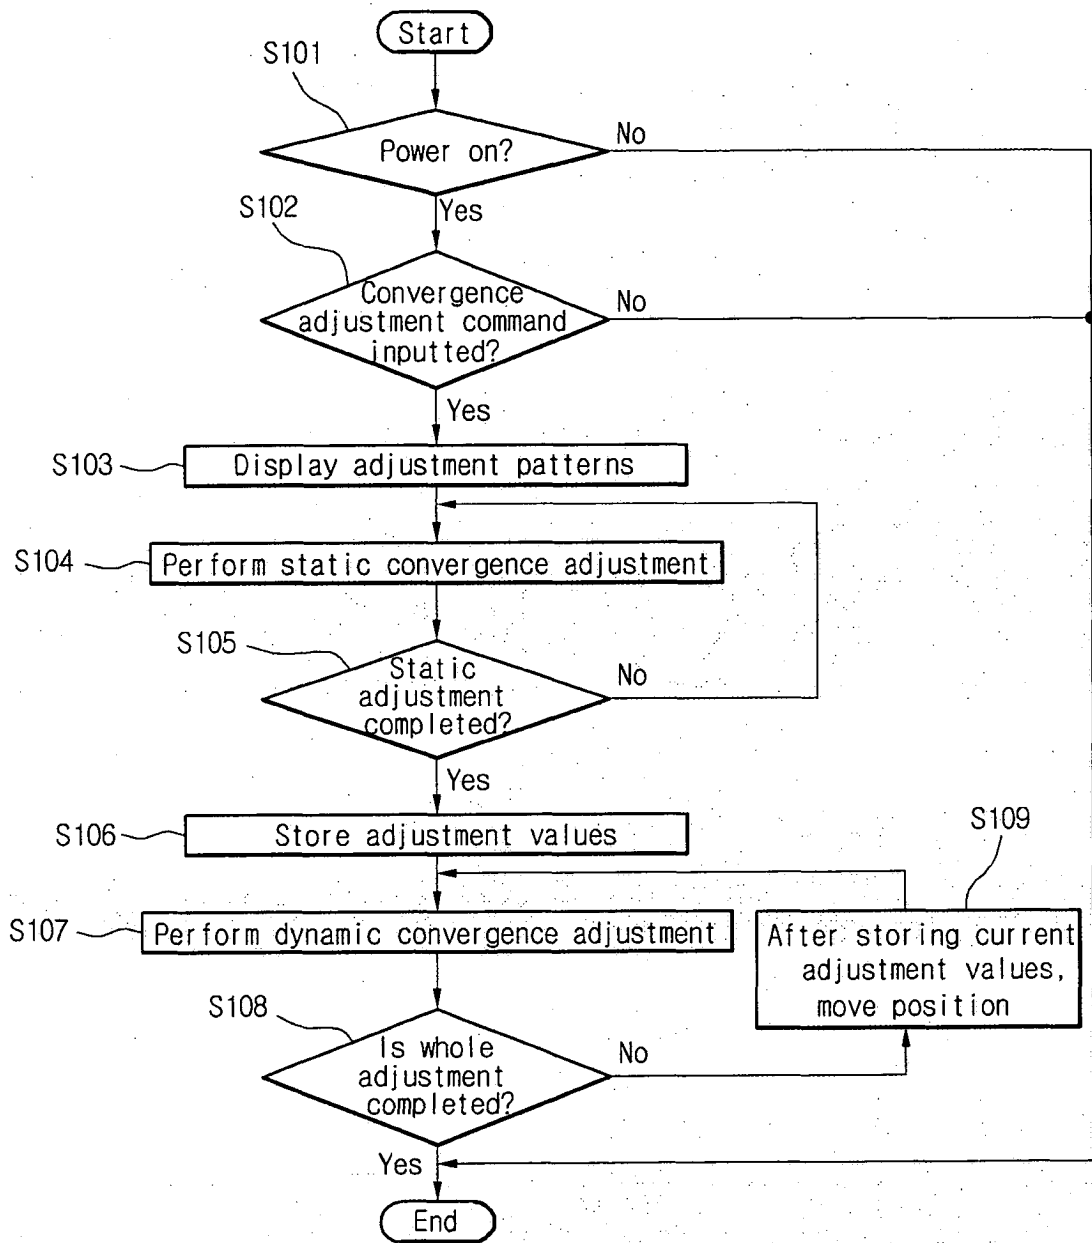 Start
S101
Power on?
No
Yes
S102
Convergence
adjustment command
inputted?
No
Yes
S103
Display adjustment patterns
S104
Perform static convergence adjustment
S105
Static
adjustment
completed?
No
Yes
S106
Store adjustment values
S109
S107
Perform dynamic convergence adjustment
After storing current
adjustment values,
move position
S108
Is whole
adjustment
completed?
No
Yes
End